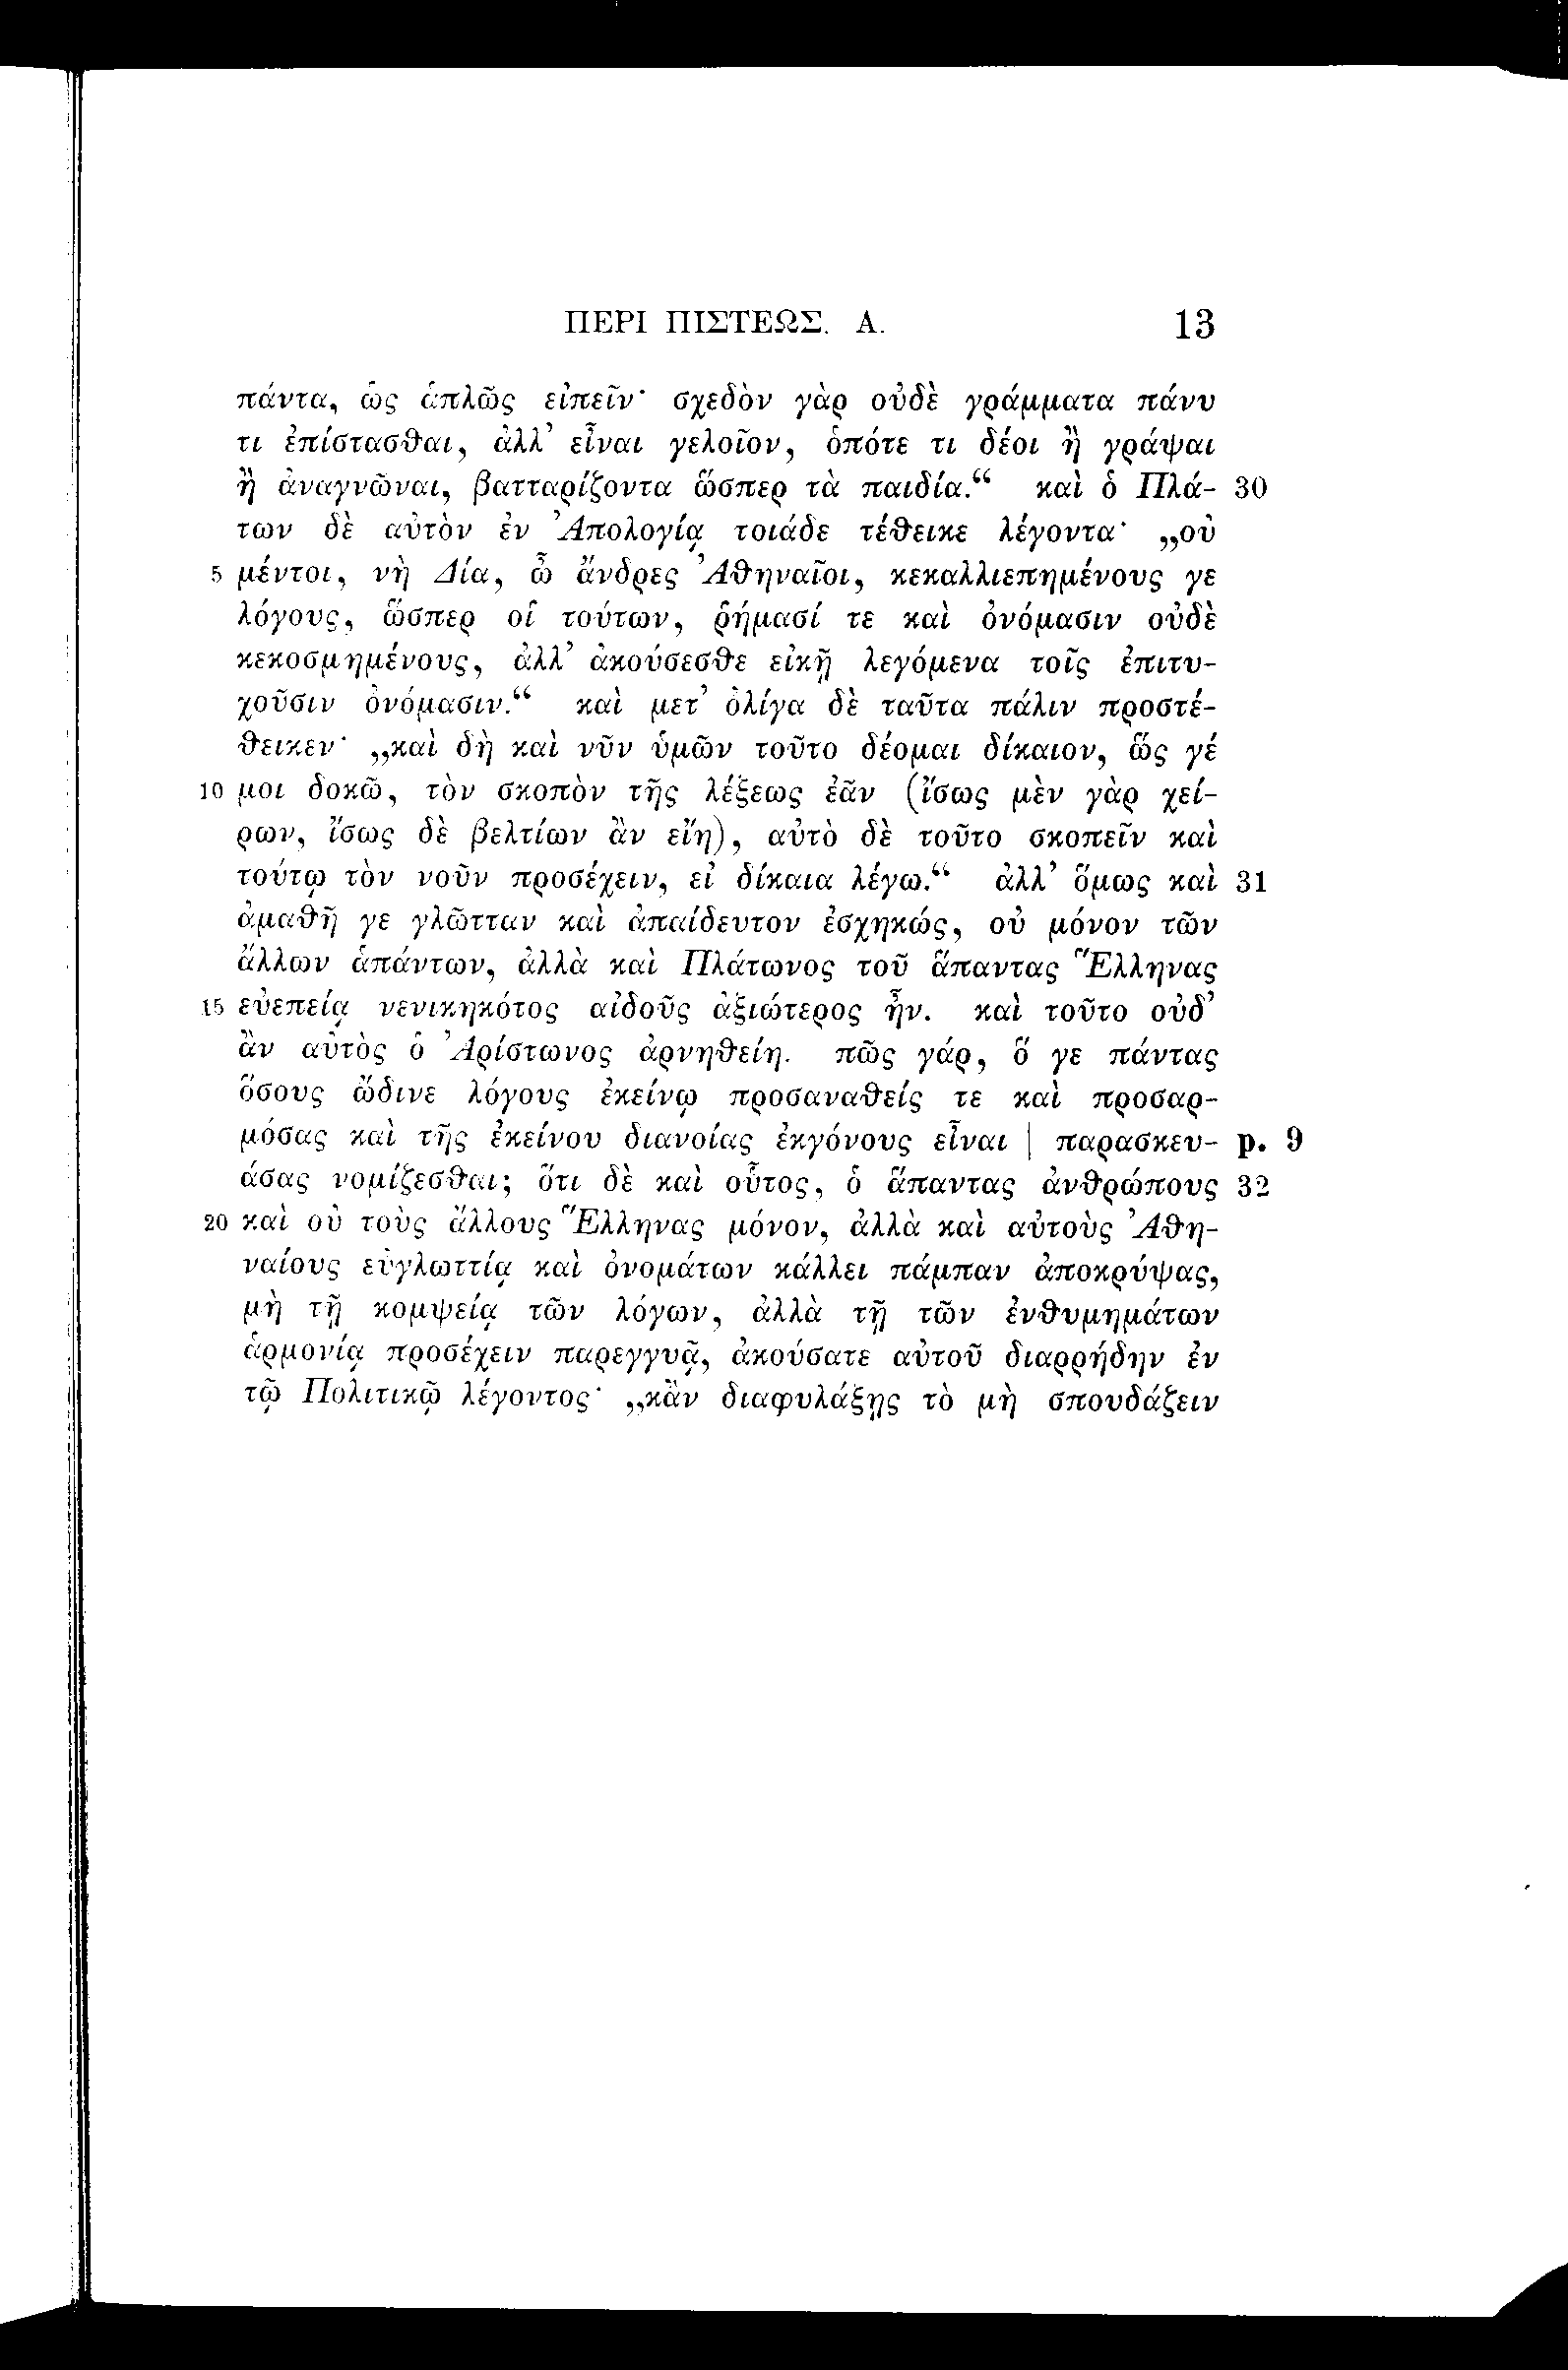 ΠΕΡΙ ΠΙΣΤΕΩΣ. Α. 13
πάντα, ὡς ἁπλῶς εἰπεῖν· σχεδὸν γὰρ οὐδὲ γράμματα πάνυ
τι ἐπίστασθαι, ἀλλ’ εἶναι γελοῖον, ὁπότε τι δέοι ἢ γράψαι
ἢ ἀναγνῶναι, βατταρίζοντα ὥσπερ τὰ παιδία.“ καὶ ὁ Πλά- 30
των δὲ αὐτὸν ἐν Ἀπολογίᾳ τοιάδε τέθεικε λέγοντα· „οὐ
5 μέντοι, νὴ Δία, ὦ ἄνδρες Ἀθηναῖοι, κεκαλλιεπημένους γε
λόγους, ὥσπερ οἱ τούτων, ῥήμασί τε καὶ ὀνόμασιν οὐδὲ
κεκοσμημένους, ἀλλ’ ἀκούσεσθε εἰκῇ λεγόμενα τοῖς ἐπιτυ-
χοῦσιν ὀνόμασιν.“ καὶ μετ’ ὀλίγα δὲ ταῦτα πάλιν προστέ-
θεικεν· „καὶ δὴ καὶ νῦν ὑμῶν τοῦτο δέομαι δίκαιον, ὥς γέ
10 μοι δοκῶ, τὸν σκοπὸν τῆς λέξεως ἐᾶν (ἴσως μὲν γὰρ χεί-
ρων, ἴσως δὲ βελτίων ἂν εἴη), αὐτὸ δὲ τοῦτο σκοπεῖν καὶ
τούτῳ τὸν νοῦν προσέχειν, εἰ δίκαια λέγω.“ ἀλλ’ ὅμως καὶ 31
ἀμαθῆ γε γλῶτταν καὶ ἀπαίδευτον ἐσχηκώς, οὐ μόνον τῶν
ἄλλων ἁπάντων, ἀλλὰ καὶ Πλάτωνος τοῦ ἅπαντας Ἕλληνας
15 εὐεπείᾳ νενικηκότος αἰδοῦς ἀξιώτερος ἦν. καὶ τοῦτο οὐδ’
ἂν αὐτὸς ὁ Ἀρίστωνος ἀρνηθείη. πῶς γάρ, ὅ γε πάντας
ὅσους ὤδινε λόγους ἐκείνῳ προσαναθείς τε καὶ προσαρ-
μόσας καὶ τῆς ἐκείνου διανοίας ἐκγόνους εἶναι | παρασκευ- p. 9
άσας νομίζεσθαι; ὅτι δὲ καὶ οὗτος, ὁ ἅπαντας ἀνθρώπους 32
20 καὶ οὐ τοὺς ἄλλους Ἕλληνας μόνον, ἀλλὰ καὶ αὐτοὺς Ἀθη-
ναίους εὐγλωττίᾳ καὶ ὀνομάτων κάλλει πάμπαν ἀποκρύψας,
μὴ τῇ κομψείᾳ τῶν λόγων, ἀλλὰ τῇ τῶν ἐνθυμημάτων
ἁρμονίᾳ προσέχειν παρεγγυᾷ, ἀκούσατε αὐτοῦ διαρρήδην ἐν
τῷ Πολιτικῷ λέγοντος· „κἂν διαφυλάξῃς τὸ μὴ σπουδάζειν